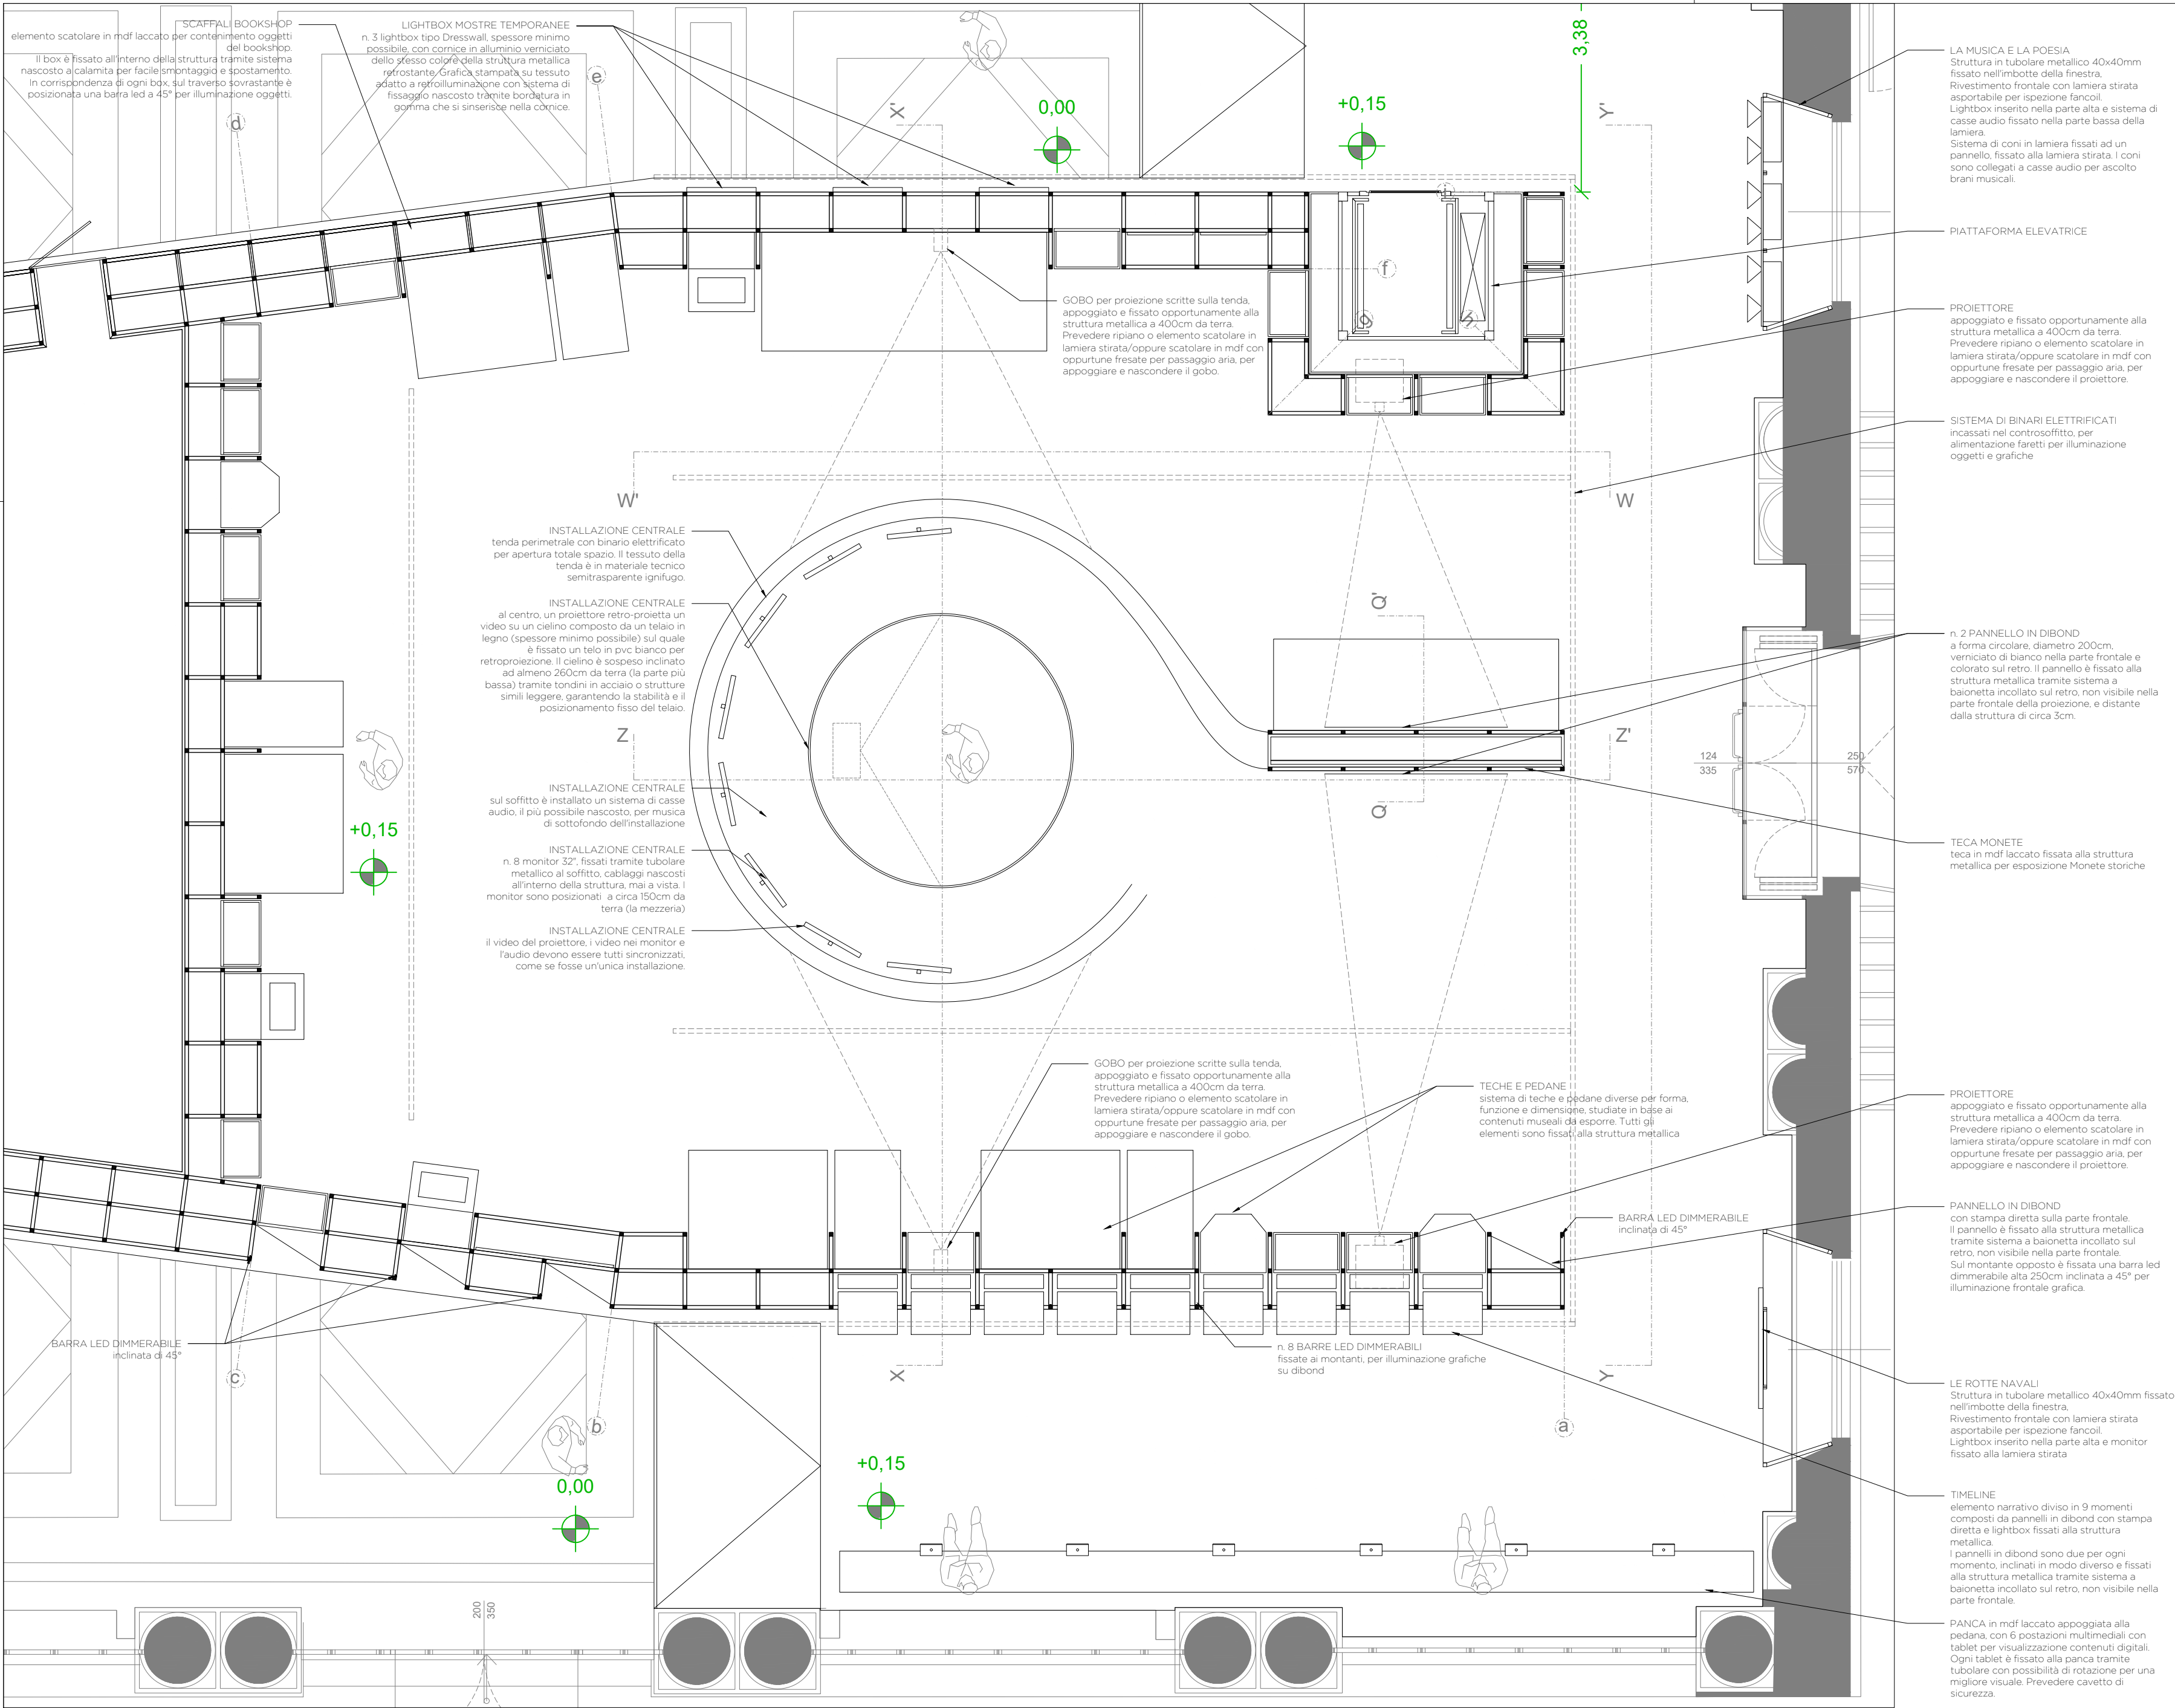 SCAFFALI BOOKSHOP
elemento scatolare in mdf laccato per contenimento oggetti
del bookshop.
Il box è fissato all'interno della struttura tramite sistema
nascosto a calamita per facile smontaggio e spostamento.
In corrispondenza di ogni box, sul traverso sovrastante è
posizionata una barra led a 45° per illuminazione oggetti.
LIGHTBOX MOSTRE TEMPORANEE
n. 3 lightbox tipo Dresswall, spessore minimo
possibile, con cornice in alluminio verniciato
dello stesso colore della struttura metallica
retrostante. Grafica stampata su tessuto
adatto a retroilluminazione con sistema di
fissaggio nascosto tramite bordatura in
gomma che si sinserisce nella cornice.
d
e
X'
0,00
+0,15
3,38
Y'
LA MUSICA E LA POESIA
Struttura in tubolare metallico 40x40mm
fissato nell'imbotte della finestra,
Rivestimento frontale con lamiera stirata
asportabile per ispezione fancoil.
Lightbox inserito nella parte alta e sistema di
casse audio fissato nella parte bassa della
lamiera.
Sistema di coni in lamiera fissati ad un
pannello, fissato alla lamiera stirata. I coni
sono collegati a casse audio per ascolto
brani musicali.
i
f
g
h
PIATTAFORMA ELEVATRICE
GOBO per proiezione scritte sulla tenda,
appoggiato e fissato opportunamente alla
struttura metallica a 400cm da terra.
Prevedere ripiano o elemento scatolare in
lamiera stirata/oppure scatolare in mdf con
oppurtune fresate per passaggio aria, per
appoggiare e nascondere il gobo.
PROIETTORE
appoggiato e fissato opportunamente alla
struttura metallica a 400cm da terra.
Prevedere ripiano o elemento scatolare in
lamiera stirata/oppure scatolare in mdf con
oppurtune fresate per passaggio aria, per
appoggiare e nascondere il proiettore.
SISTEMA DI BINARI ELETTRIFICATI
incassati nel controsoffitto, per
alimentazione faretti per illuminazione
oggetti e grafiche
W'
W
INSTALLAZIONE CENTRALE
tenda perimetrale con binario elettrificato
per apertura totale spazio. Il tessuto della
tenda è in materiale tecnico
semitrasparente ignifugo.
INSTALLAZIONE CENTRALE
al centro, un proiettore retro-proietta un
video su un cielino composto da un telaio in
legno (spessore minimo possibile) sul quale
è fissato un telo in pvc bianco per
retroproiezione. Il cielino è sospeso inclinato
ad almeno 260cm da terra (la parte più
bassa) tramite tondini in acciaio o strutture
simili leggere, garantendo la stabilità e il
posizionamento fisso del telaio.
Q'
n. 2 PANNELLO IN DIBOND
a forma circolare, diametro 200cm,
verniciato di bianco nella parte frontale e
colorato sul retro. Il pannello è fissato alla
struttura metallica tramite sistema a
baionetta incollato sul retro, non visibile nella
parte frontale della proiezione, e distante
dalla struttura di circa 3cm.
Z
Z'
124
335
250
570
INSTALLAZIONE CENTRALE
sul soffitto è installato un sistema di casse
audio, il più possibile nascosto, per musica
di sottofondo dell'installazione
Q
+0,15
TECA MONETE
teca in mdf laccato fissata alla struttura
metallica per esposizione Monete storiche
INSTALLAZIONE CENTRALE
n. 8 monitor 32", fissati tramite tubolare
metallico al soffitto, cablaggi nascosti
all'interno della struttura, mai a vista. I
monitor sono posizionati a circa 150cm da
terra (la mezzeria)
INSTALLAZIONE CENTRALE
il video del proiettore, i video nei monitor e
l'audio devono essere tutti sincronizzati,
come se fosse un'unica installazione.
GOBO per proiezione scritte sulla tenda,
appoggiato e fissato opportunamente alla
struttura metallica a 400cm da terra.
Prevedere ripiano o elemento scatolare in
lamiera stirata/oppure scatolare in mdf con
oppurtune fresate per passaggio aria, per
appoggiare e nascondere il gobo.
TECHE E PEDANE
sistema di teche e pedane diverse per forma,
funzione e dimensione, studiate in base ai
contenuti museali da esporre. Tutti gli
elementi sono fissati alla struttura metallica
PROIETTORE
appoggiato e fissato opportunamente alla
struttura metallica a 400cm da terra.
Prevedere ripiano o elemento scatolare in
lamiera stirata/oppure scatolare in mdf con
oppurtune fresate per passaggio aria, per
appoggiare e nascondere il proiettore.
BARRA LED DIMMERABILE
inclinata di 45°
PANNELLO IN DIBOND
con stampa diretta sulla parte frontale.
Il pannello è fissato alla struttura metallica
tramite sistema a baionetta incollato sul
retro, non visibile nella parte frontale.
Sul montante opposto è fissata una barra led
dimmerabile alta 250cm inclinata a 45° per
illuminazione frontale grafica.
BARRA LED DIMMERABILE
inclinata di 45°
n. 8 BARRE LED DIMMERABILI
fissate ai montanti, per illuminazione grafiche
su dibond
c
b
X
Y
a
LE ROTTE NAVALI
Struttura in tubolare metallico 40x40mm fissato
nell'imbotte della finestra,
Rivestimento frontale con lamiera stirata
asportabile per ispezione fancoil.
Lightbox inserito nella parte alta e monitor
fissato alla lamiera stirata
0,00
+0,15
TIMELINE
elemento narrativo diviso in 9 momenti
composti da pannelli in dibond con stampa
diretta e lightbox fissati alla struttura
metallica.
I pannelli in dibond sono due per ogni
momento, inclinati in modo diverso e fissati
alla struttura metallica tramite sistema a
baionetta incollato sul retro, non visibile nella
parte frontale.
200
350
PANCA in mdf laccato appoggiata alla
pedana, con 6 postazioni multimediali con
tablet per visualizzazione contenuti digitali.
Ogni tablet è fissato alla panca tramite
tubolare con possibilità di rotazione per una
migliore visuale. Prevedere cavetto di
sicurezza.